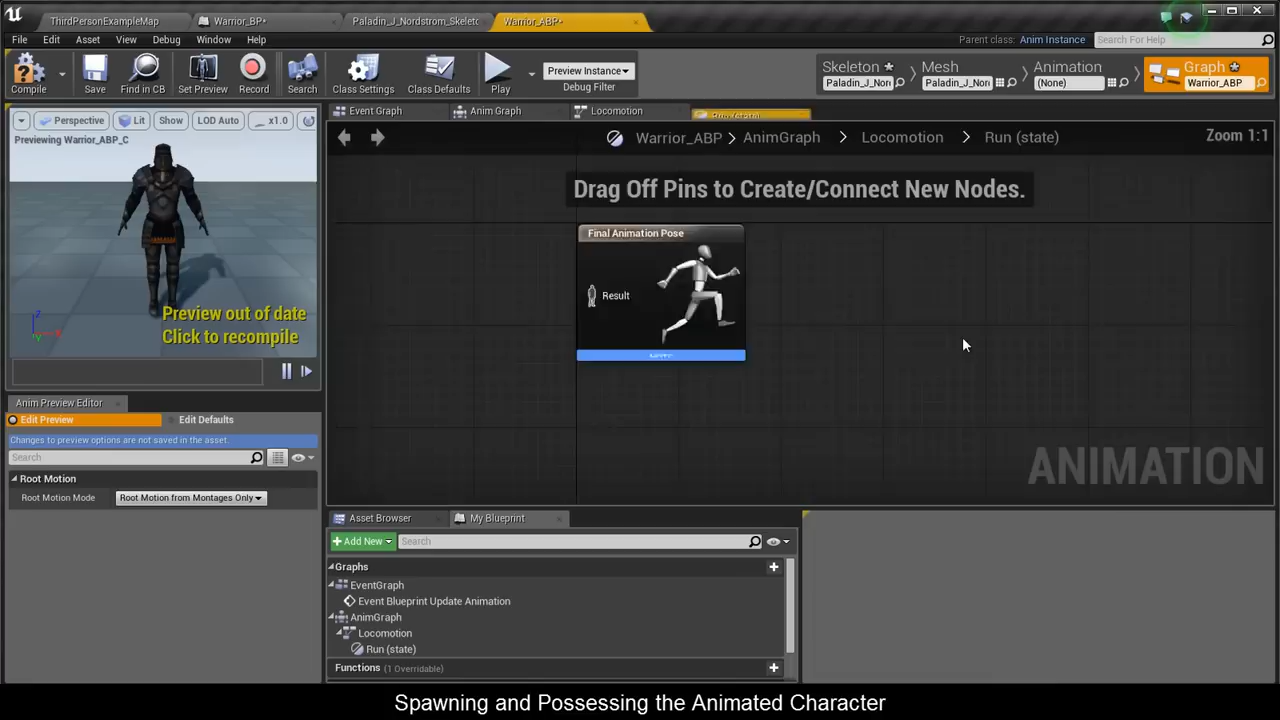 ThirdPersonExampleMap
Warrior_BP•
Paladin_J_Nordstrom_Skeletc
Warrior_ABP•
File Edit Asset View Window Debug Help
Parent class: Anim Instance
Search For Help
Compile
Save
Find in CB
Set Preview
Record
Search
Class Settings
Class Defaults
Play
Preview Instance
Debug Filter
Skeleton
Paladin_J_Nor
Mesh
Paladin_J_Nor
Animation
(None)
Graph
Warrior_ABP
Perspective
Lit
Show
LOD Auto
x1.0
Previewing Warrior_ABP_C
Preview out of date
Click to recompile
Event Graph
Anim Graph
Locomotion
Run (state)
Warrior_ABP > AnimGraph > Locomotion > Run (state)
Zoom 1:1
Drag Off Pins to Create/Connect New Nodes.
Final Animation Pose
Result
ANIMATION
Anim Preview Editor
Edit Preview
Edit Defaults
Changes to preview options are not saved in the asset.
Search
Root Motion
Root Motion Mode
Root Motion from Montages Only
Asset Browser
My Blueprint
+ Add New
Search
Graphs
EventGraph
Event Blueprint Update Animation
AnimGraph
Locomotion
Run (state)
Functions (1 Overridable)
Spawning and Possessing the Animated Character